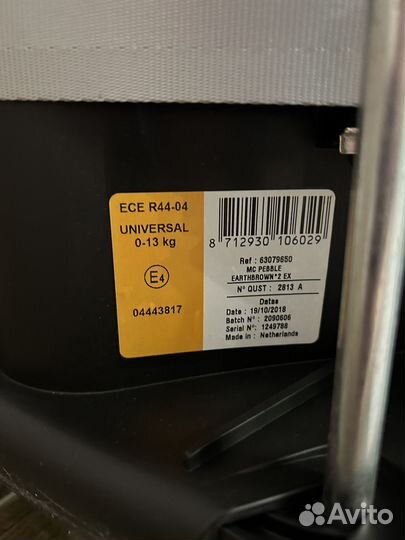 ECE R44-04
UNIVERSAL
0-13 kg
E4
04443817
8 712930 106029
Ref : 63079650
MC PEBBLE
EARTHBROWN*2 EX
N° QUST : 2813 A
Datas
Date : 19/10/2018
Batch N° : 2090606
Serial N°: 1249788
Made in : Netherlands
Avito